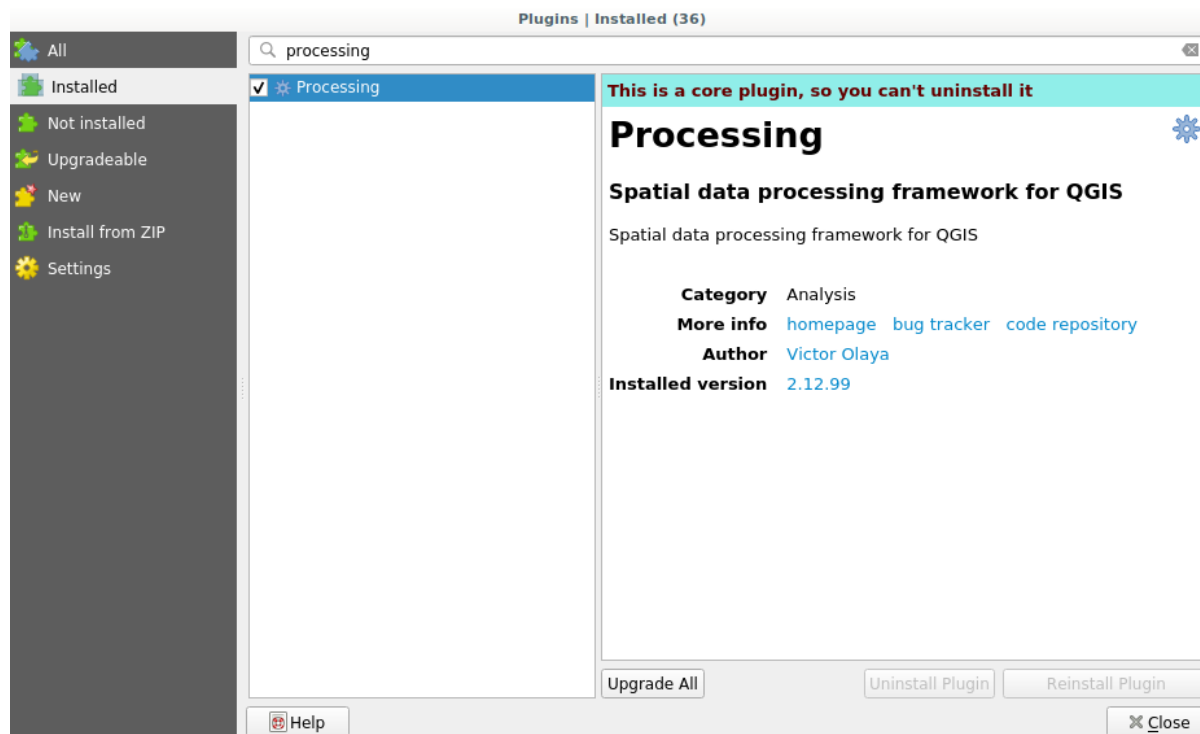 Plugins | Installed (36)
All
Installed
Not installed
Upgradeable
New
Install from ZIP
Settings
processing
Processing
This is a core plugin, so you can't uninstall it
Processing
Spatial data processing framework for QGIS
Spatial data processing framework for QGIS
Category Analysis
More info homepage bug tracker code repository
Author Victor Olaya
Installed version 2.12.99
Upgrade All Uninstall Plugin Reinstall Plugin
Help Close